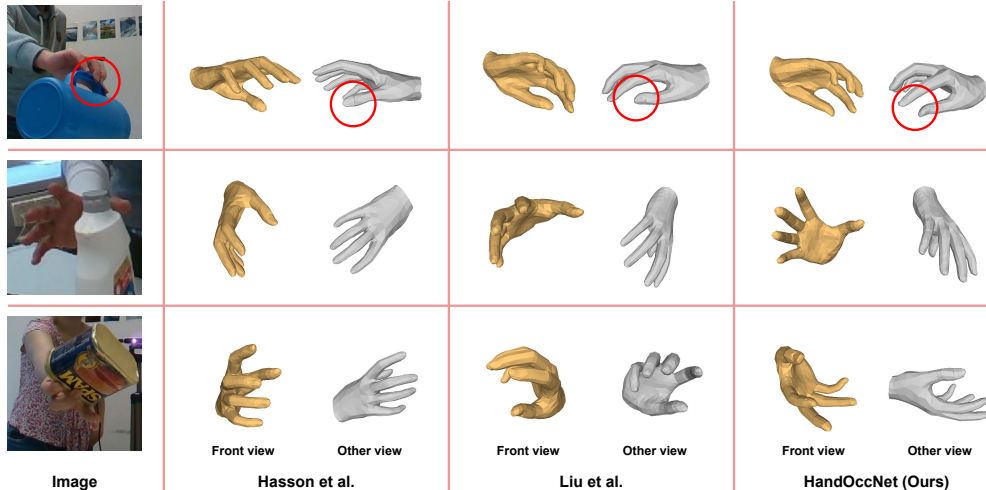 SPAM
Front view Other view Front view Other view Front view Other view
Image Hasson et al. Liu et al. HandOccNet (Ours)